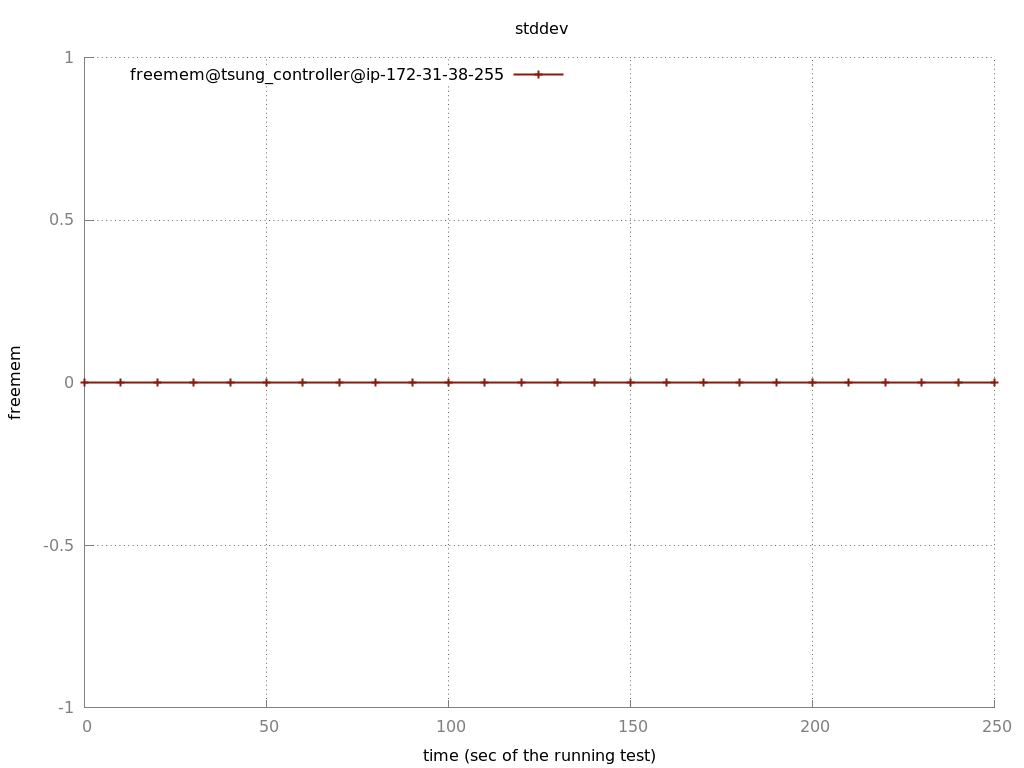 stddev
1
freemem@tsung_controller@ip-172-31-38-255
0.5
freemem
0
-0.5
-1
0 50 100 150 200 250
time (sec of the running test)